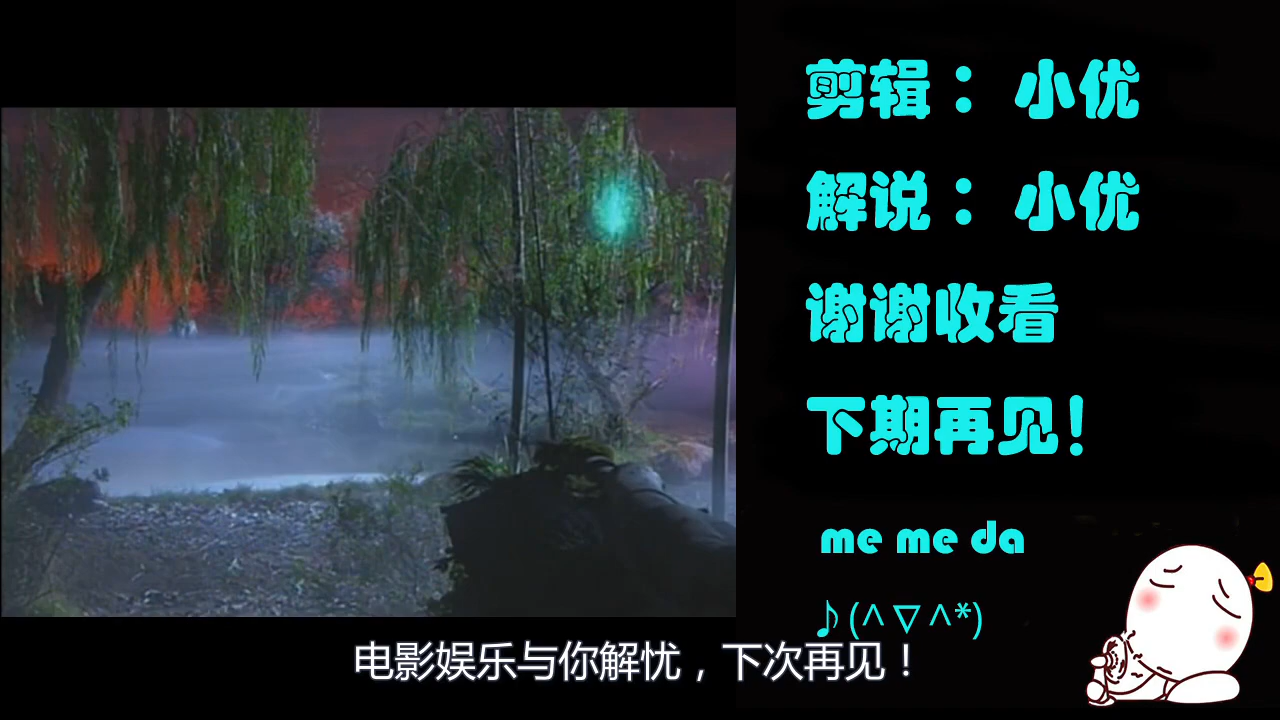 剪辑：小优
解说：小优
谢谢收看
下期再见！
me me da
♪(^∇^*)
电影娱乐与你解忧，下次再见！